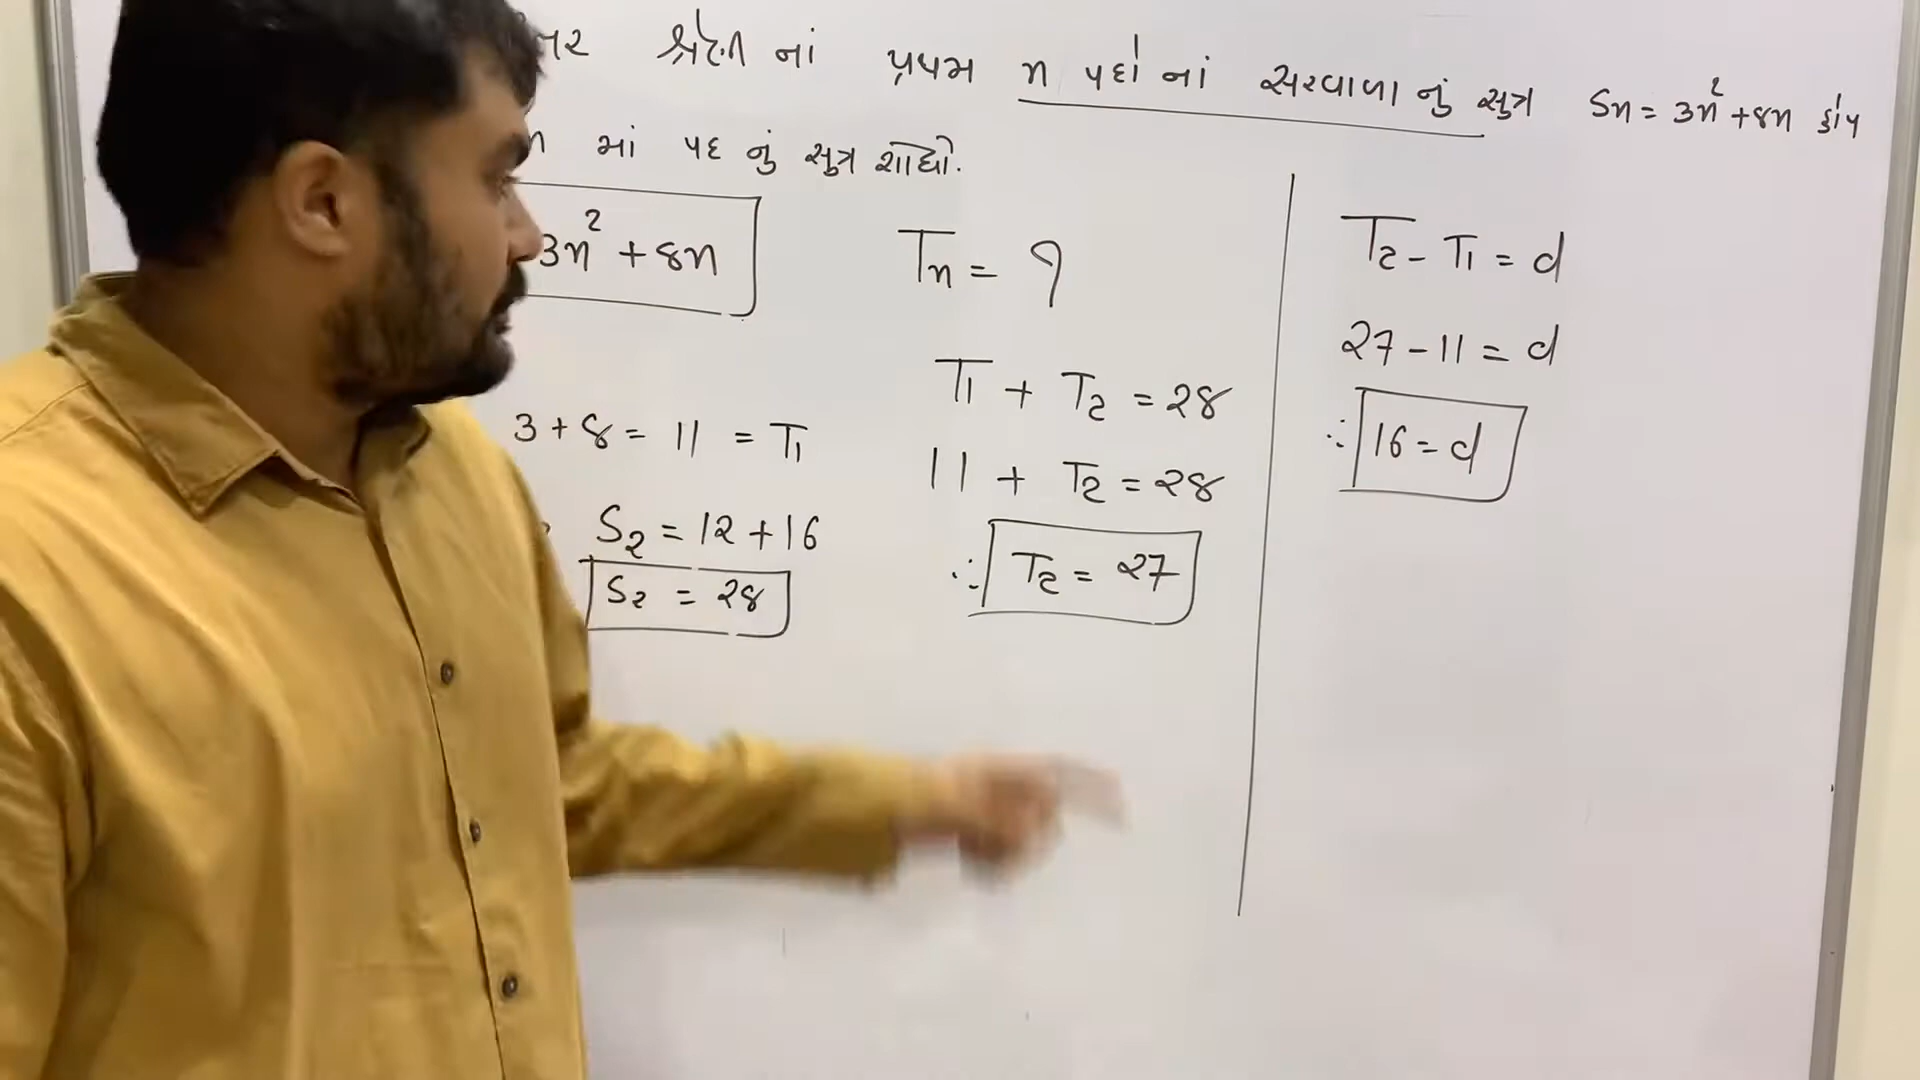 શ્રેણી નાં પ્રથમ n પદો નાં સરવાળા નું સુત્ર Sn = 3n² + 8n હોય
n માં પદ નું સુત્ર શોધો.
3n² + 8n
3 + 8 = 11 = T1
S2 = 12 + 16
S2 = 28
Tn = ?
T1 + T2 = 28
11 + T2 = 28
∴ T2 = 27
T2 - T1 = d
27 - 11 = d
∴ 16 = d